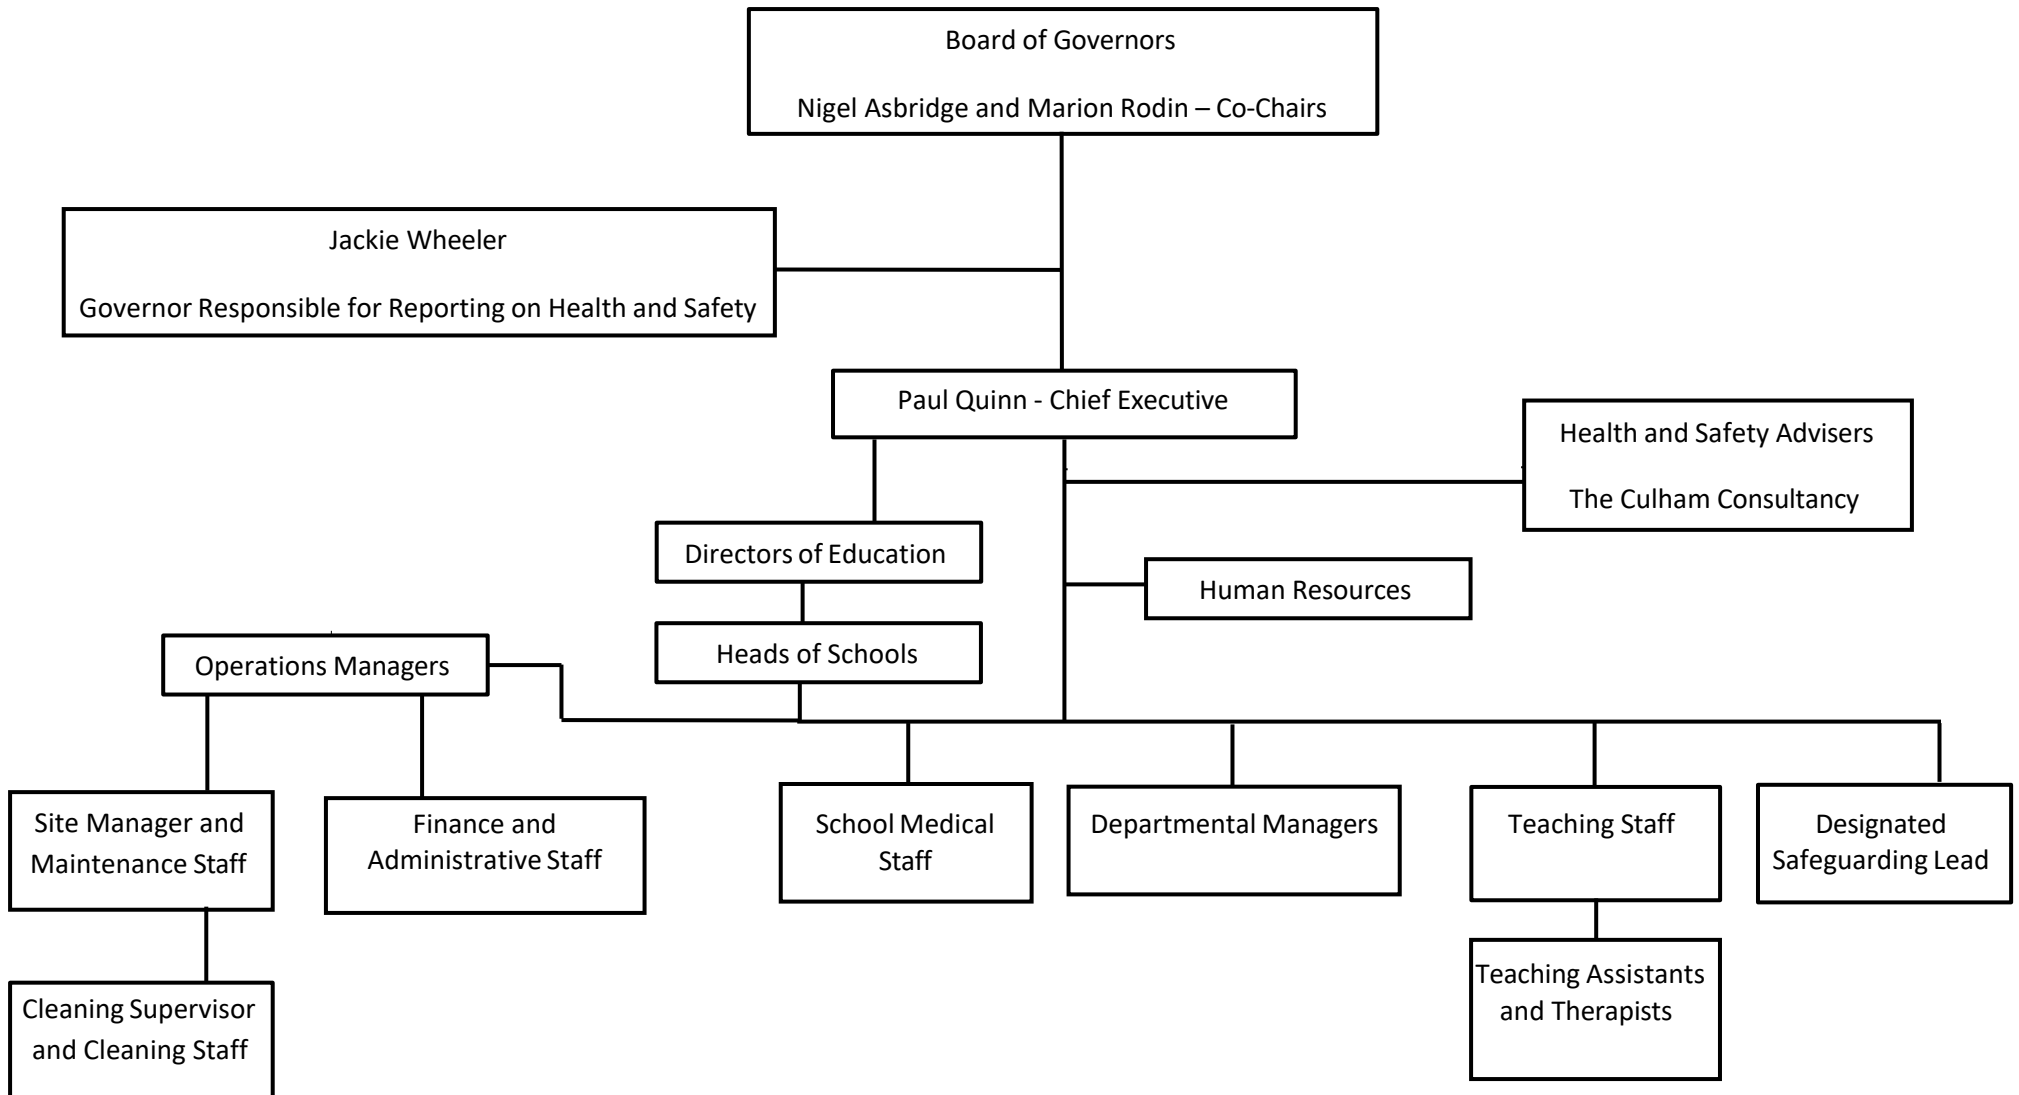 Board of Governors
Nigel Asbridge and Marion Rodin – Co-Chairs
Jackie Wheeler
Governor Responsible for Reporting on Health and Safety
Paul Quinn - Chief Executive
Health and Safety Advisers
The Culham Consultancy
Directors of Education
Human Resources
Heads of Schools
Operations Managers
Site Manager and
Maintenance Staff
Finance and
Administrative Staff
School Medical
Staff
Departmental Managers
Teaching Staff
Designated
Safeguarding Lead
Cleaning Supervisor
and Cleaning Staff
Teaching Assistants
and Therapists